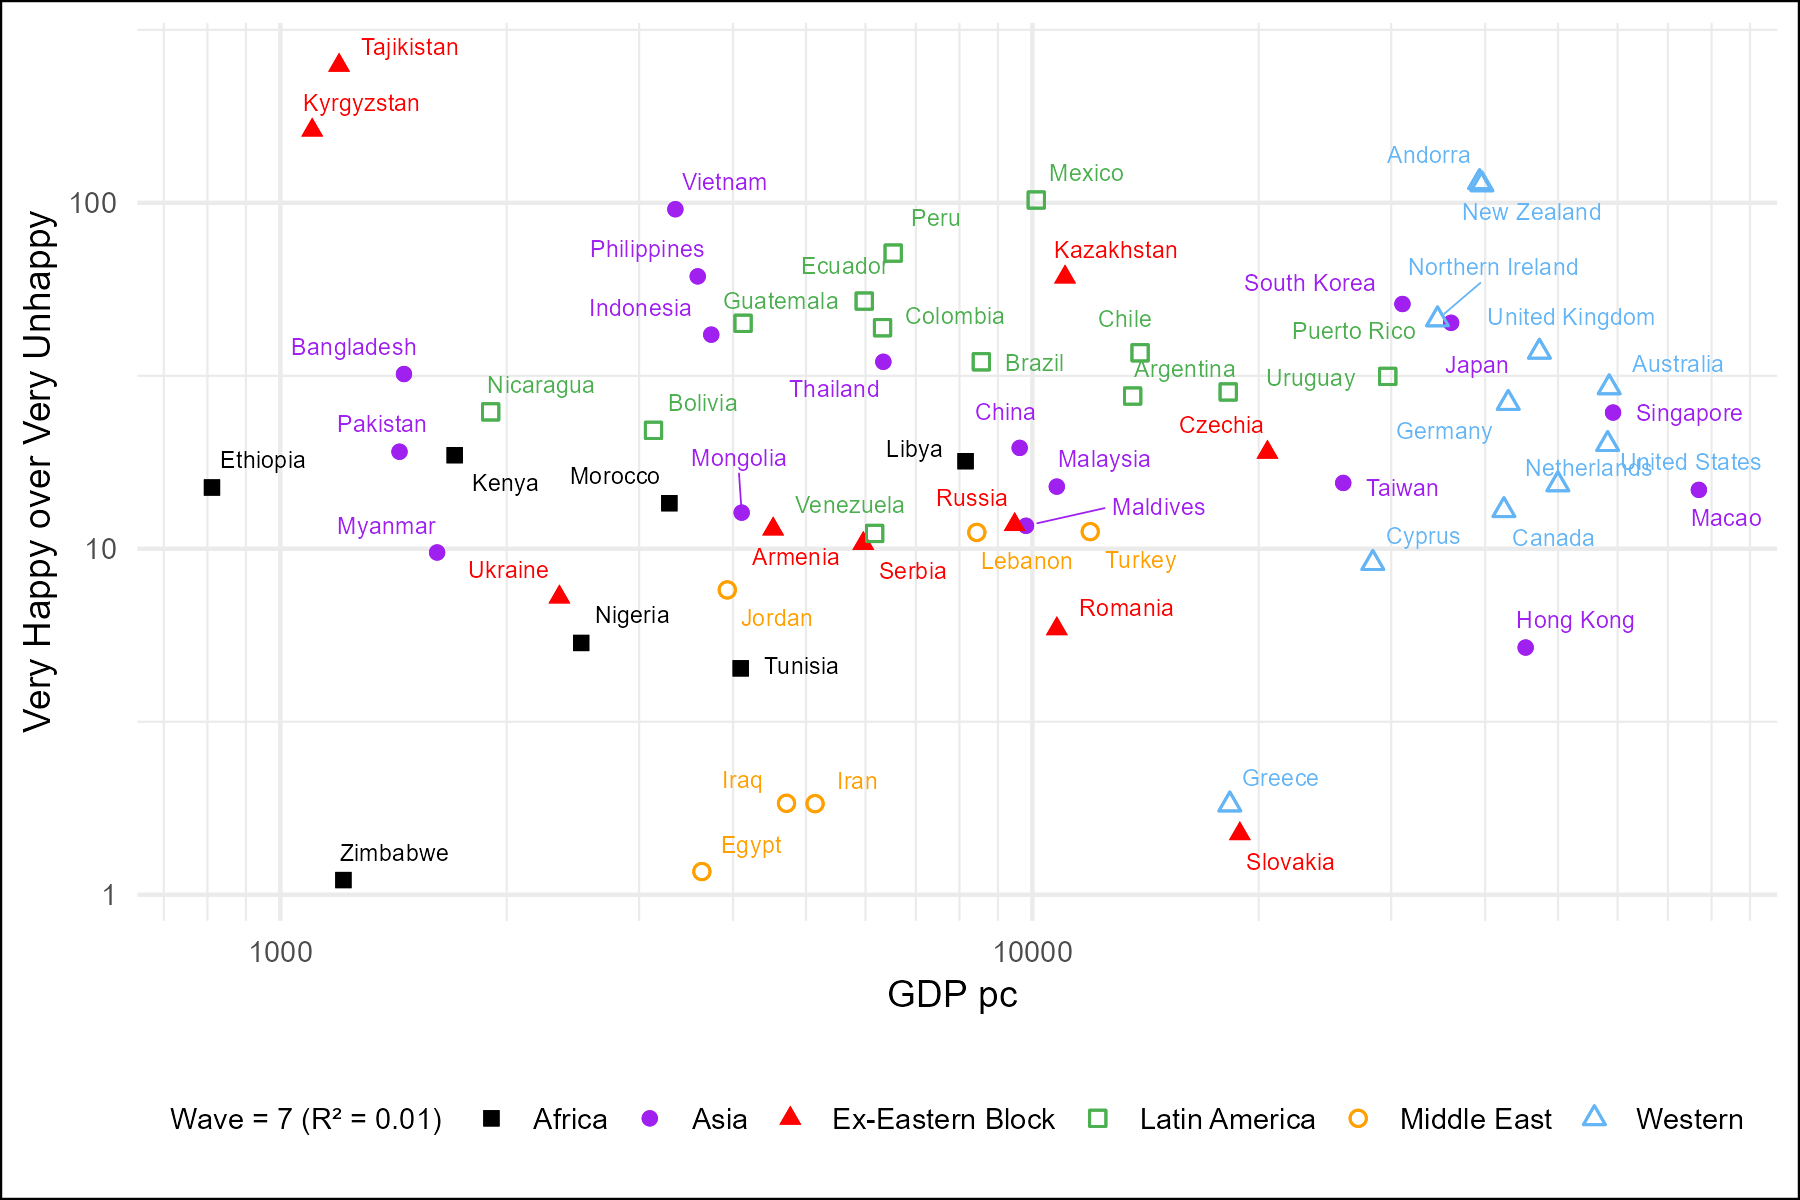 Tajikistan
Kyrgyzstan
Andorra
Mexico
Vietnam
100
New Zealand
Peru
Philippines
Kazakhstan
Ecuador
Northern Ireland
South Korea
Guatemala
Indonesia
Colombia
United Kingdom
Chile
Puerto Rico
Bangladesh
Brazil
Australia
Japan
Argentina
Uruguay
Nicaragua
Thailand
Bolivia
China
Singapore
Pakistan
Czechia
Germany
Libya
Ethiopia
Mongolia
Malaysia
United States
Netherlands
Morocco
Kenya
Taiwan
Russia
Venezuela
Maldives
Macao
Myanmar
Cyprus
Canada
10
Armenia
Lebanon
Turkey
Ukraine
Serbia
Romania
Nigeria
Jordan
Hong Kong
Tunisia
Iraq
Iran
Greece
Egypt
Zimbabwe
Slovakia
1
Very Happy over Very Unhappy
1000
10000
GDP pc
Wave = 7 (R² = 0.01) Africa Asia Ex-Eastern Block Latin America Middle East Western